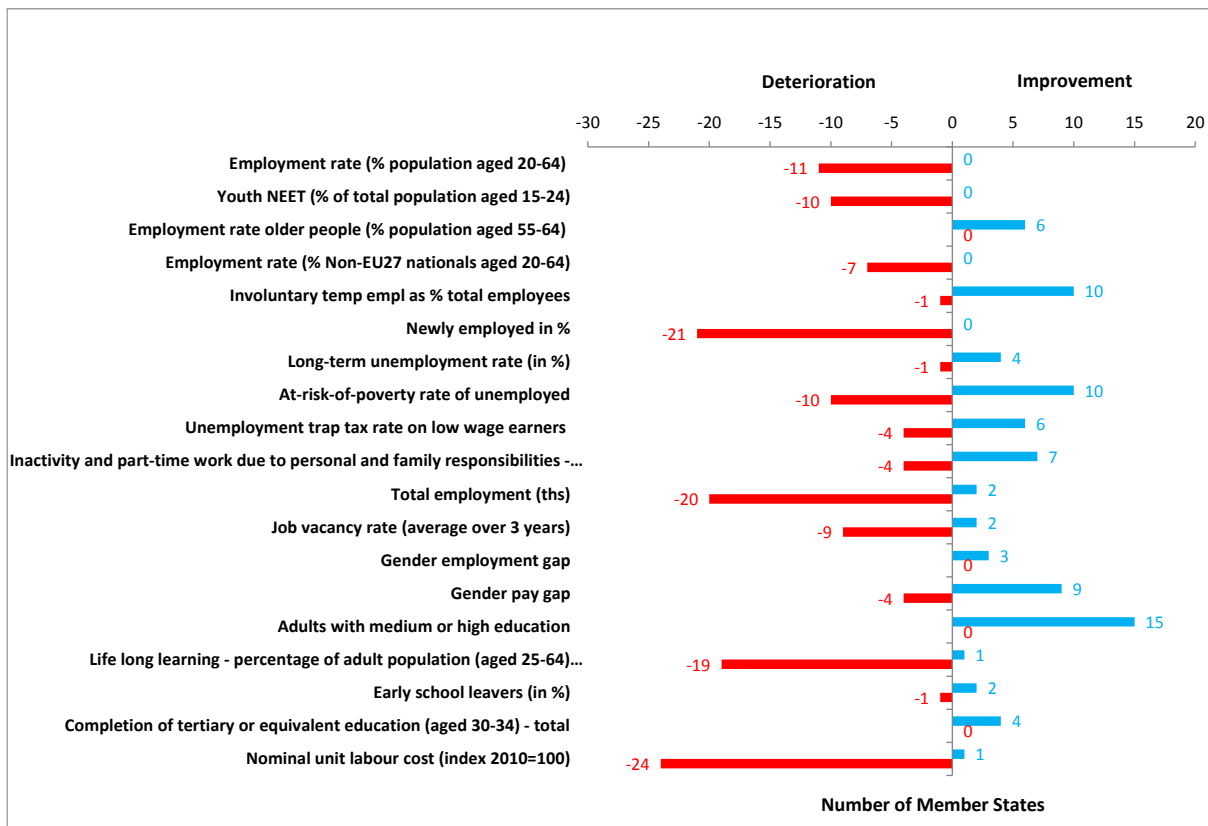 Deterioration Improvement
-30 -25 -20 -15 -10 -5 0 5 10 15 20
Employment rate (% population aged 20-64) -11 0
Youth NEET (% of total population aged 15-24) -10 0
Employment rate older people (% population aged 55-64) 6 0
Employment rate (% Non-EU27 nationals aged 20-64) -7 0
Involuntary temp empl as % total employees -1 10
Newly employed in % -21 0
Long-term unemployment rate (in %) -1 4
At-risk-of-poverty rate of unemployed -10 10
Unemployment trap tax rate on low wage earners -4 6
Inactivity and part-time work due to personal and family responsibilities -... -4 7
Total employment (ths) -20 2
Job vacancy rate (average over 3 years) -9 2
Gender employment gap 3 0
Gender pay gap -4 9
Adults with medium or high education 15 0
Life long learning - percentage of adult population (aged 25-64)... -19 1
Early school leavers (in %) -1 2
Completion of tertiary or equivalent education (aged 30-34) - total 4 0
Nominal unit labour cost (index 2010=100) -24 1
Number of Member States